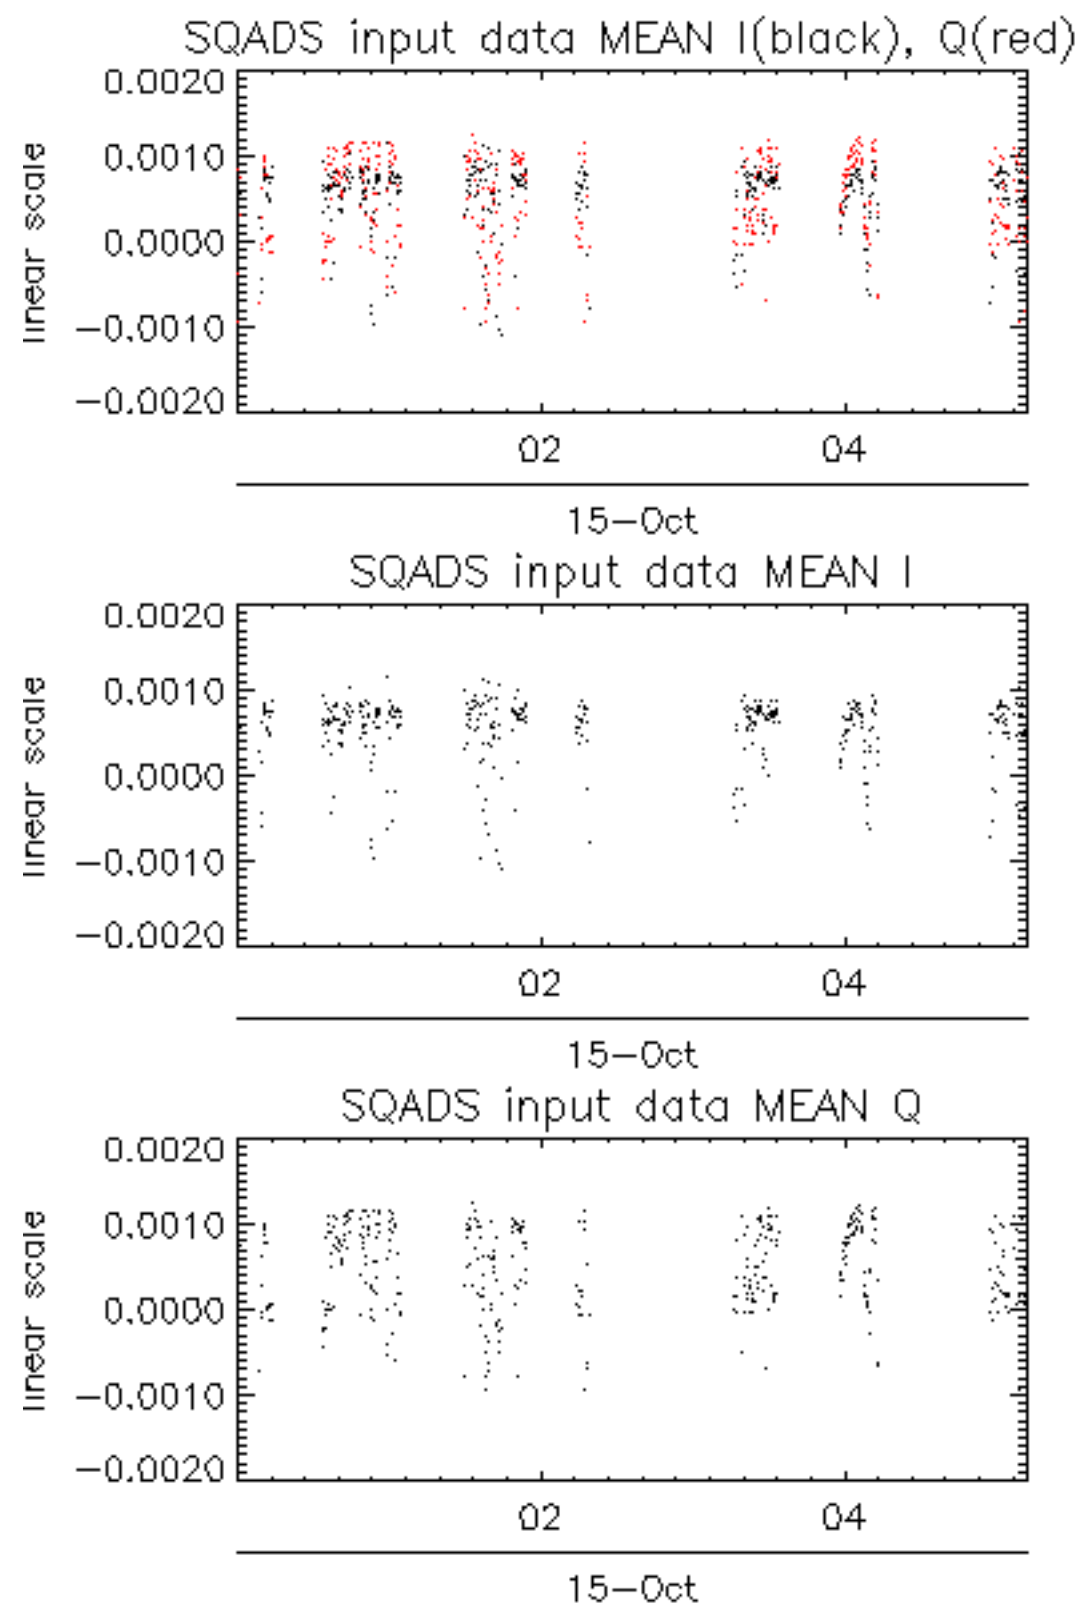 SQADS input data MEAN I(black), Q(red)
0.0020
0.0010
0.0000
−0.0010
−0.0020
linear scale
02 04
15−Oct
SQADS input data MEAN I
0.0020
0.0010
0.0000
−0.0010
−0.0020
linear scale
02 04
15−Oct
SQADS input data MEAN Q
0.0020
0.0010
0.0000
−0.0010
−0.0020
linear scale
02 04
15−Oct